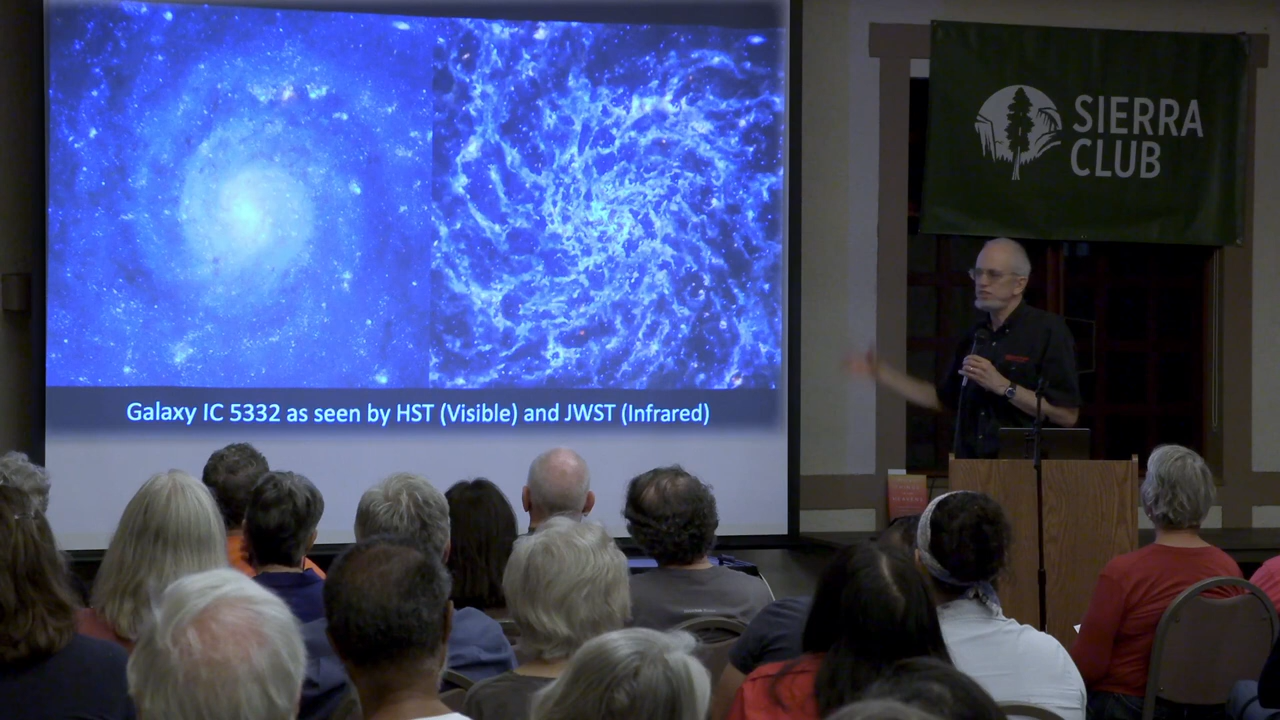 SIERRA
CLUB
Galaxy IC 5332 as seen by HST (Visible) and JWST (Infrared)